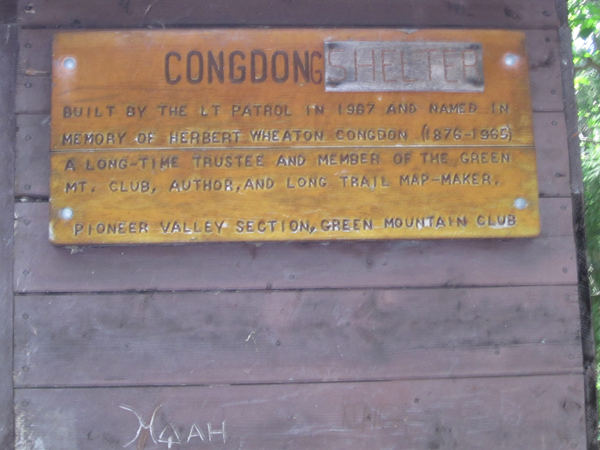 CONGDONG SHELTER
BUILT BY THE LT PATROL IN 1967 AND NAMED IN
MEMORY OF HERBERT WHEATON CONGDON (1876-1965)
A LONG-TIME TRUSTEE AND MEMBER OF THE GREEN
MT. CLUB, AUTHOR, AND LONG TRAIL MAP-MAKER.
PIONEER VALLEY SECTION, GREEN MOUNTAIN CLUB